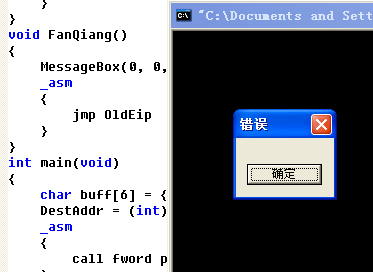 }
}
void FanQiang()
{
MessageBox(0, 0,
_asm
{
jmp OldEip
}
}
int main(void)
{
char buff[6] = {
DestAddr = (int)
_asm
{
call fword p
"C:\Documents and Sett
错误
确定